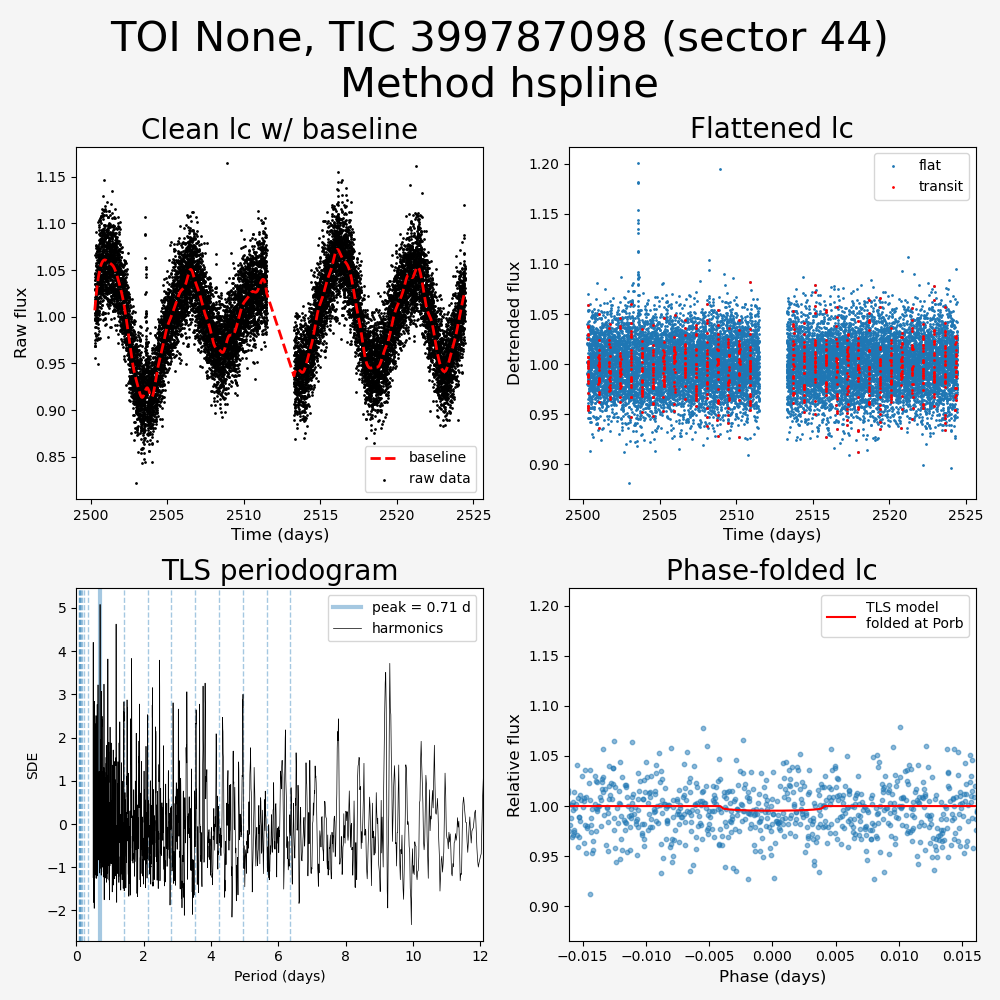 TOI None, TIC 399787098 (sector 44)
Method hspline
Clean lc w/ baseline
Raw flux
1.15
1.10
1.05
1.00
0.95
0.90
0.85
baseline
raw data
2500
2505
2510
2515
2520
2525
Time (days)
Flattened lc
Detrended flux
1.20
1.15
1.10
1.05
1.00
0.95
0.90
flat
transit
2500
2505
2510
2515
2520
2525
Time (days)
TLS periodogram
SDE
5
4
3
2
1
0
−1
−2
peak = 0.71 d
harmonics
0
2
4
6
8
10
12
Period (days)
Phase-folded lc
Relative flux
1.20
1.15
1.10
1.05
1.00
0.95
0.90
TLS model
folded at Porb
−0.015
−0.010
−0.005
0.000
0.005
0.010
0.015
Phase (days)